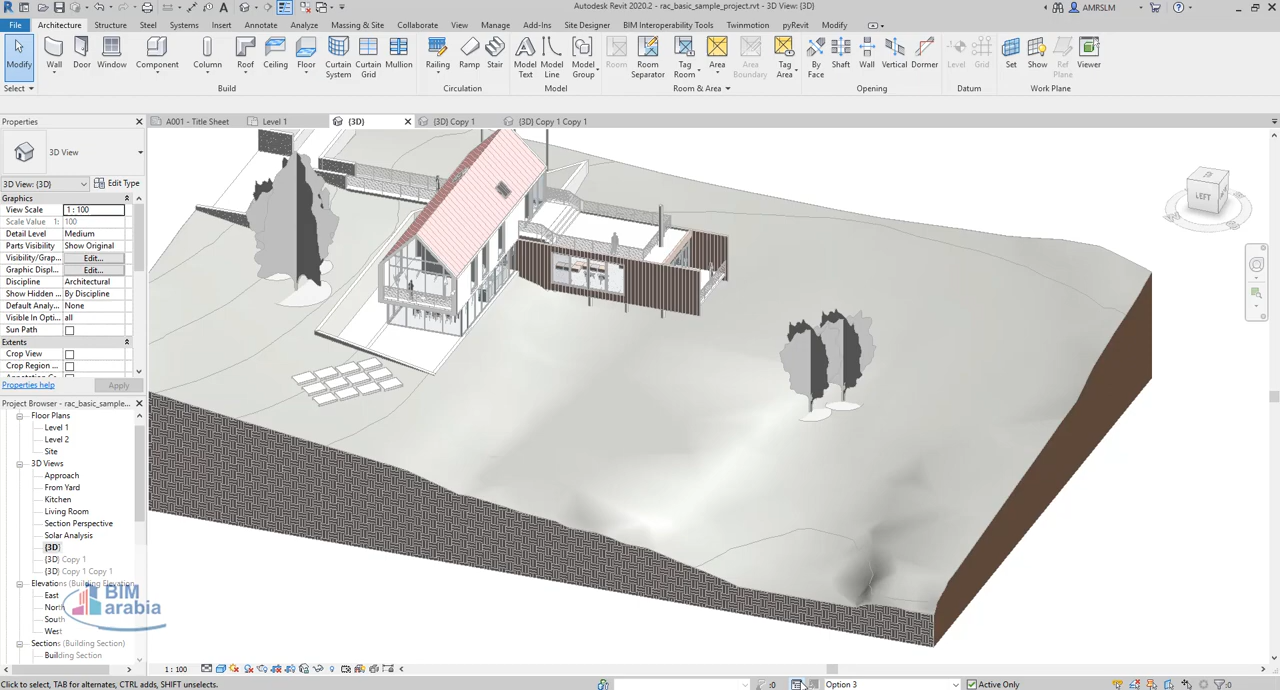 Autodesk Revit 2020.2 - rac_basic_sample_project.rvt - 3D View: {3D}
AMRSLM
File Architecture Structure Steel Systems Insert Annotate Analyze Massing & Site Collaborate View Manage Add-Ins Site Designer BIM Interoperability Tools Twinmotion pyRevit Modify
Modify Wall Door Window Component Column Roof Ceiling Floor Curtain System Curtain Grid Mullion Railing Ramp Stair Model Text Model Line Model Group Room Room Separator Tag Room Area Area Boundary Tag Area By Face Shaft Wall Vertical Dormer Level Grid Set Show Ref Plane Viewer
Select Build Circulation Model Room & Area Opening Datum Work Plane
Properties
A001 - Title Sheet Level 1 {3D} {3D} Copy 1 {3D} Copy 1 Copy 1
3D View
3D View: {3D} Edit Type
Graphics
View Scale 1 : 100
Scale Value 1: 100
Detail Level Medium
Parts Visibility Show Original
Visibility/Grap... Edit...
Graphic Displ... Edit...
Discipline Architectural
Show Hidden ... By Discipline
Default Analy... None
Visible In Opti... all
Sun Path
Extents
Crop View
Crop Region ...
Properties help Apply
Project Browser - rac_basic_sample...
Floor Plans
Level 1
Level 2
Site
3D Views
Approach
From Yard
Kitchen
Living Room
Section Perspective
Solar Analysis
{3D}
{3D} Copy 1
{3D} Copy 1 Copy 1
Elevations (Building Elevation
East
North
South
West
Sections (Building Section)
Building Section
BIM
arabia
LEFT
1 : 100
Click to select, TAB for alternates, CTRL adds, SHIFT unselects.
:0
Option 3
Active Only
:0